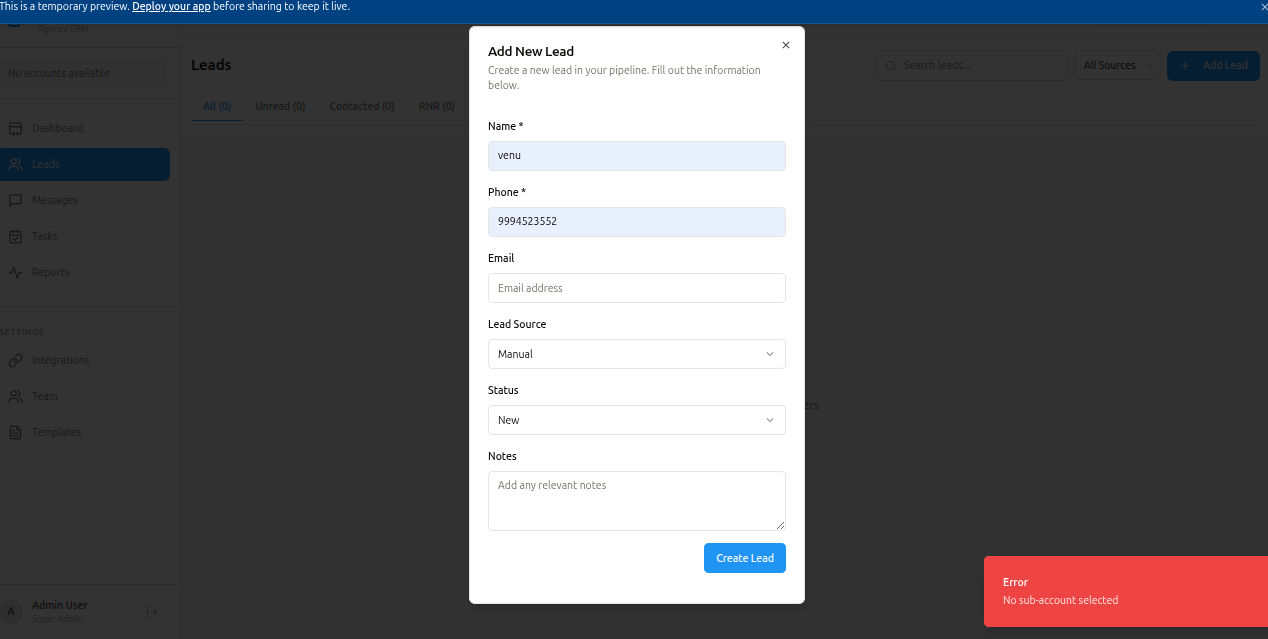 This is a temporary preview. Deploy your app before sharing to keep it live.
Agency CRM
No accounts available
Dashboard
Leads
Messages
Tasks
Reports
SETTINGS
Integrations
Team
Templates
A
Admin User
Super Admin
Leads
Search leads...
All Sources
+ Add Lead
All (0)
Unread (0)
Contacted (0)
RNR (0)
Add New Lead
Create a new lead in your pipeline. Fill out the information
below.
Name *
venu
Phone *
9994523552
Email
Email address
Lead Source
Manual
Status
New
Notes
Add any relevant notes
Create Lead
Error
No sub-account selected